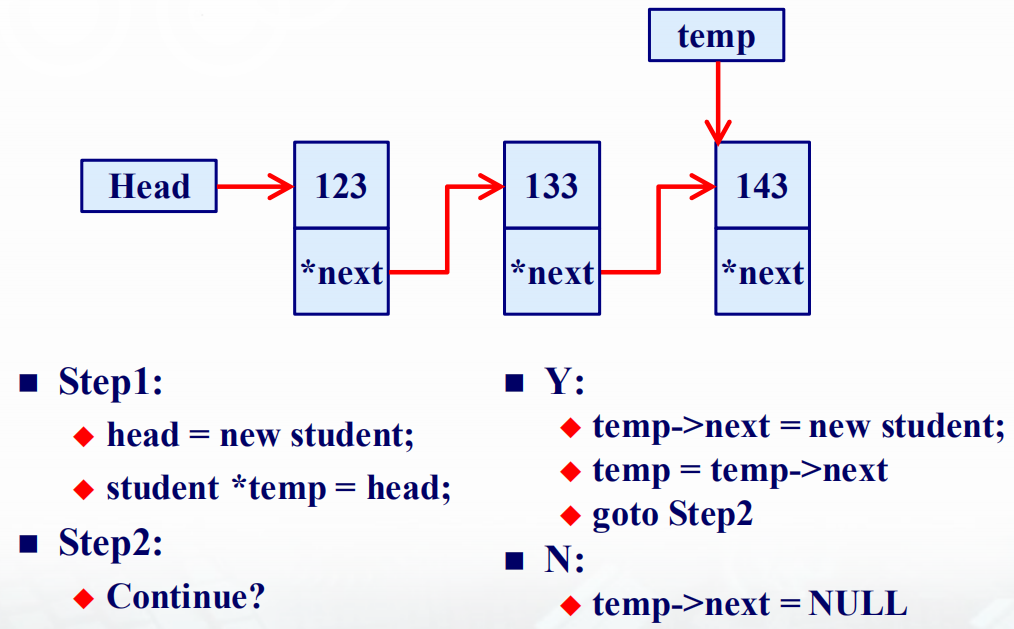 temp
Head
123
133
143
*next
*next
*next
■ Step1:
◆ head = new student;
◆ student *temp = head;
■ Step2:
◆ Continue?
■ Y:
◆ temp->next = new student;
◆ temp = temp->next
◆ goto Step2
■ N:
◆ temp->next = NULL